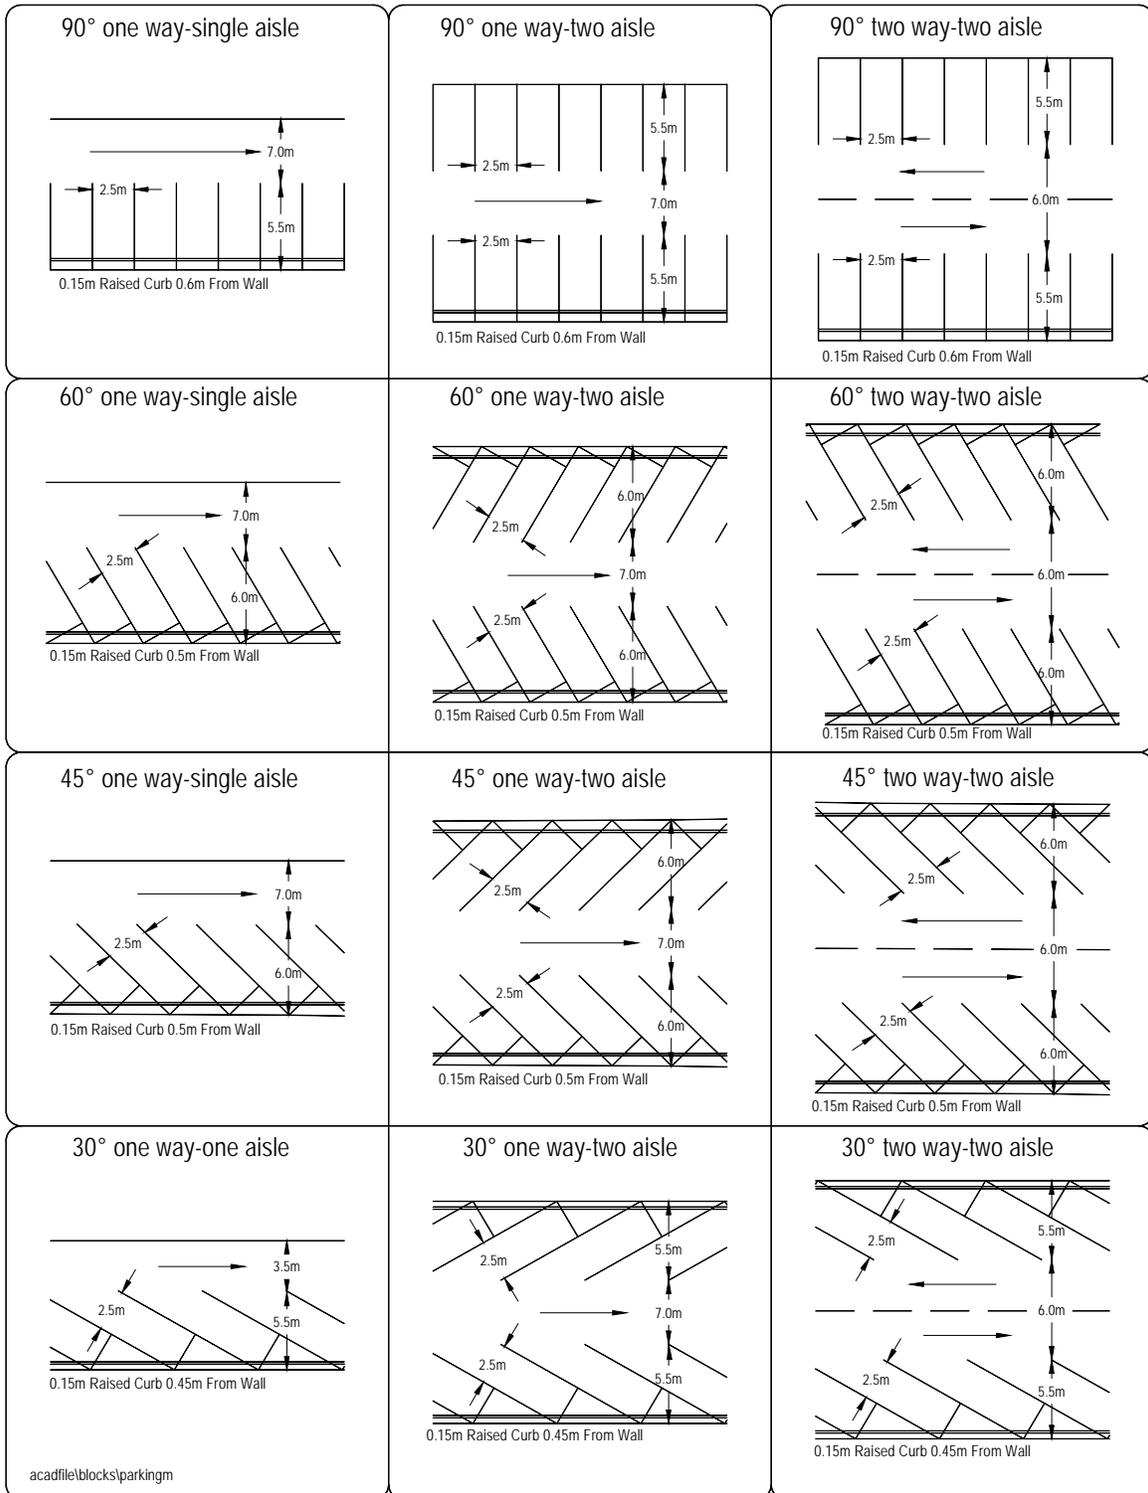 90° one way-single aisle
7.0m
2.5m
5.5m
0.15m Raised Curb 0.6m From Wall
90° one way-two aisle
5.5m
2.5m
7.0m
2.5m
5.5m
0.15m Raised Curb 0.6m From Wall
90° two way-two aisle
5.5m
2.5m
6.0m
2.5m
5.5m
0.15m Raised Curb 0.6m From Wall
60° one way-single aisle
7.0m
2.5m
6.0m
0.15m Raised Curb 0.5m From Wall
60° one way-two aisle
6.0m
2.5m
7.0m
2.5m
6.0m
0.15m Raised Curb 0.5m From Wall
60° two way-two aisle
6.0m
2.5m
6.0m
2.5m
6.0m
0.15m Raised Curb 0.5m From Wall
45° one way-single aisle
7.0m
2.5m
6.0m
0.15m Raised Curb 0.5m From Wall
45° one way-two aisle
6.0m
2.5m
7.0m
2.5m
6.0m
0.15m Raised Curb 0.5m From Wall
45° two way-two aisle
6.0m
2.5m
6.0m
2.5m
6.0m
0.15m Raised Curb 0.5m From Wall
30° one way-one aisle
3.5m
2.5m
5.5m
0.15m Raised Curb 0.45m From Wall
30° one way-two aisle
5.5m
2.5m
7.0m
2.5m
5.5m
0.15m Raised Curb 0.45m From Wall
30° two way-two aisle
5.5m
2.5m
6.0m
2.5m
5.5m
0.15m Raised Curb 0.45m From Wall
acadfile\blocks\parkingm